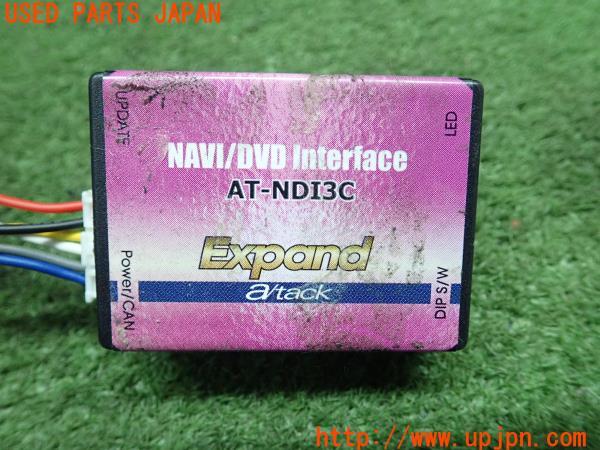 USED PARTS JAPAN
UPDATE
LED
NAVI/DVD Interface
AT-NDI3C
Expand
a/tack
Power/CAN
DIP S/W
http://www.upjpn.com